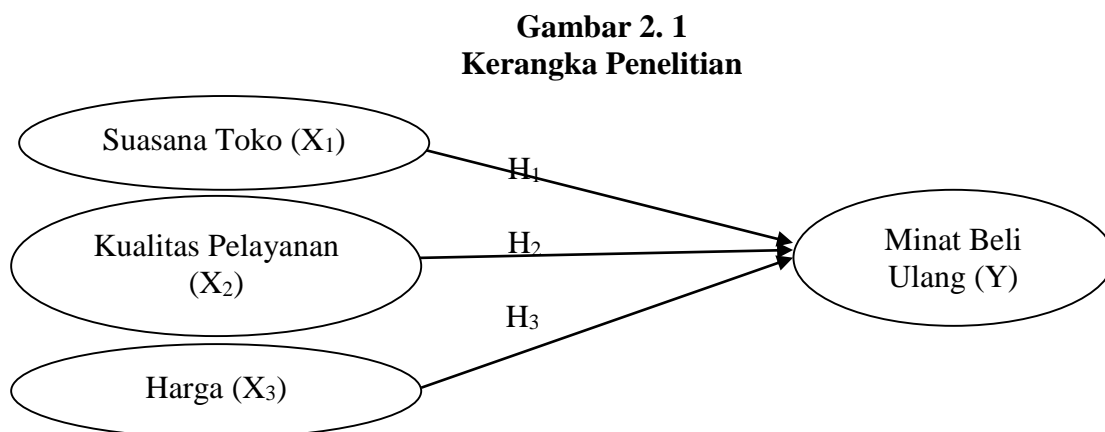 Gambar 2. 1
Kerangka Penelitian
Suasana Toko (X₁)
H₁
Kualitas Pelayanan
(X₂)
H₂
Minat Beli
Ulang (Y)
H₃
Harga (X₃)